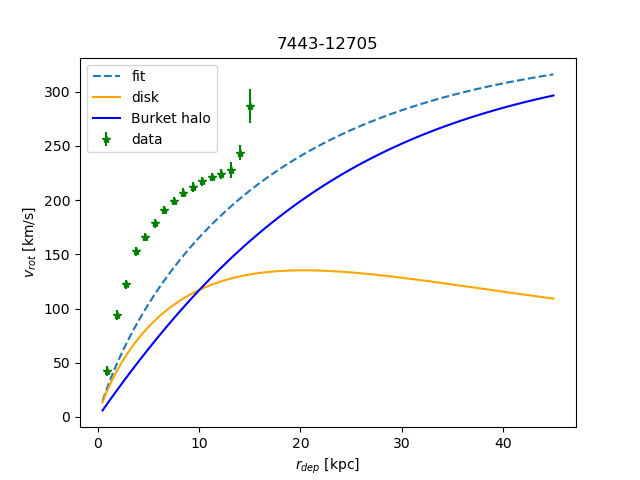 7443-12705
fit
disk
Burket halo
data
v_rot [km/s]
300
250
200
150
100
50
0
0 10 20 30 40
r_dep [kpc]